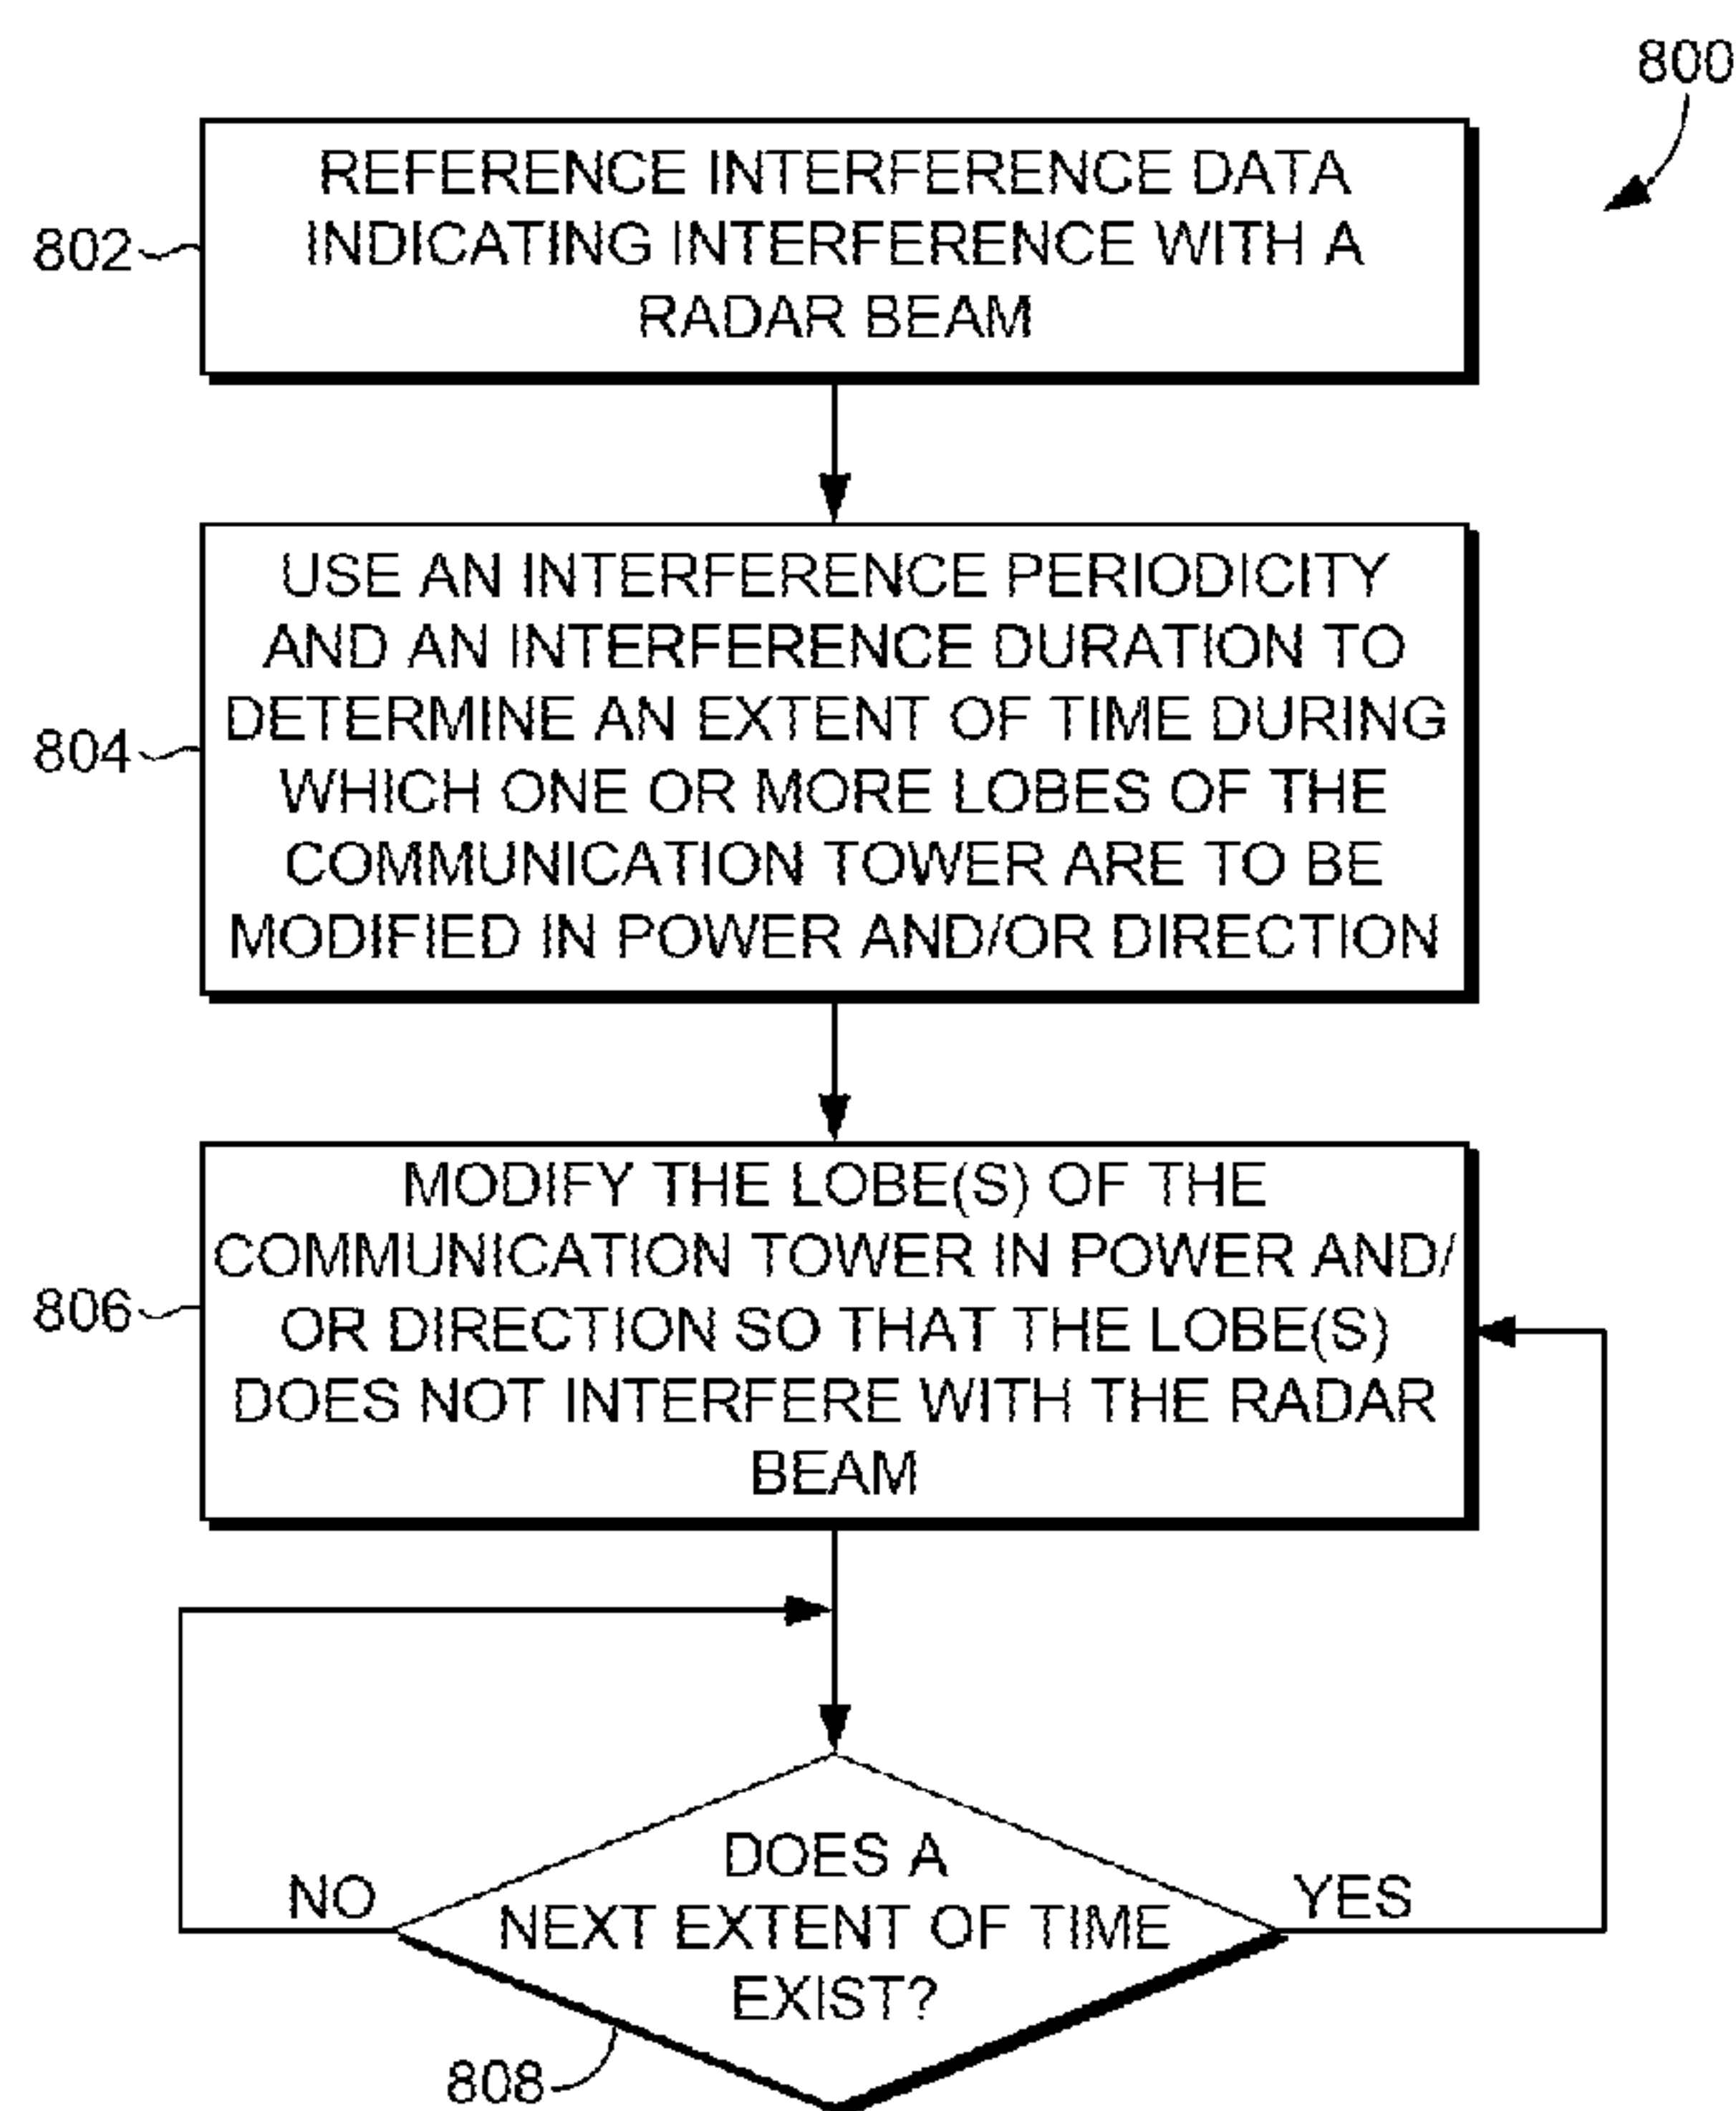 800
802
REFERENCE INTERFERENCE DATA
INDICATING INTERFERENCE WITH A
RADAR BEAM
804
USE AN INTERFERENCE PERIODICITY
AND AN INTERFERENCE DURATION TO
DETERMINE AN EXTENT OF TIME DURING
WHICH ONE OR MORE LOBES OF THE
COMMUNICATION TOWER ARE TO BE
MODIFIED IN POWER AND/OR DIRECTION
806
MODIFY THE LOBE(S) OF THE
COMMUNICATION TOWER IN POWER AND/
OR DIRECTION SO THAT THE LOBE(S)
DOES NOT INTERFERE WITH THE RADAR
BEAM
NO
DOES A
NEXT EXTENT OF TIME
EXIST?
YES
808